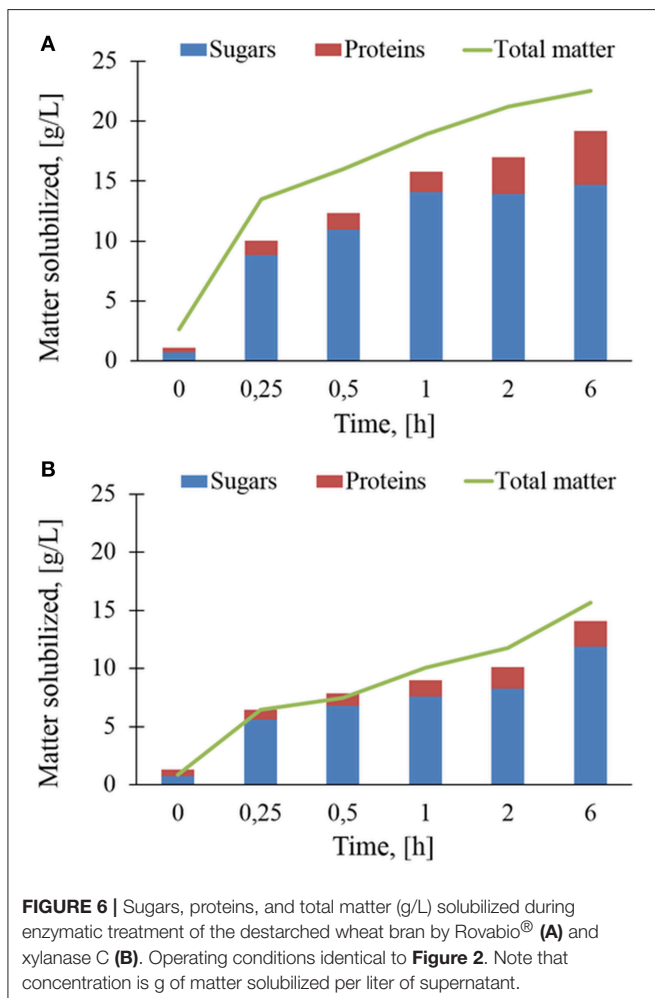 A
Sugars Proteins Total matter
25
20
15
10
5
0
Matter solubilized, [g/L]
0 0,25 0,5 1 2 6
Time, [h]
B
Sugars Proteins Total matter
25
20
15
10
5
0
Matter solubilized, [g/L]
0 0,25 0,5 1 2 6
Time, [h]
FIGURE 6 | Sugars, proteins, and total matter (g/L) solubilized during
enzymatic treatment of the destarched wheat bran by Rovabio® (A) and
xylanase C (B). Operating conditions identical to Figure 2. Note that
concentration is g of matter solubilized per liter of supernatant.